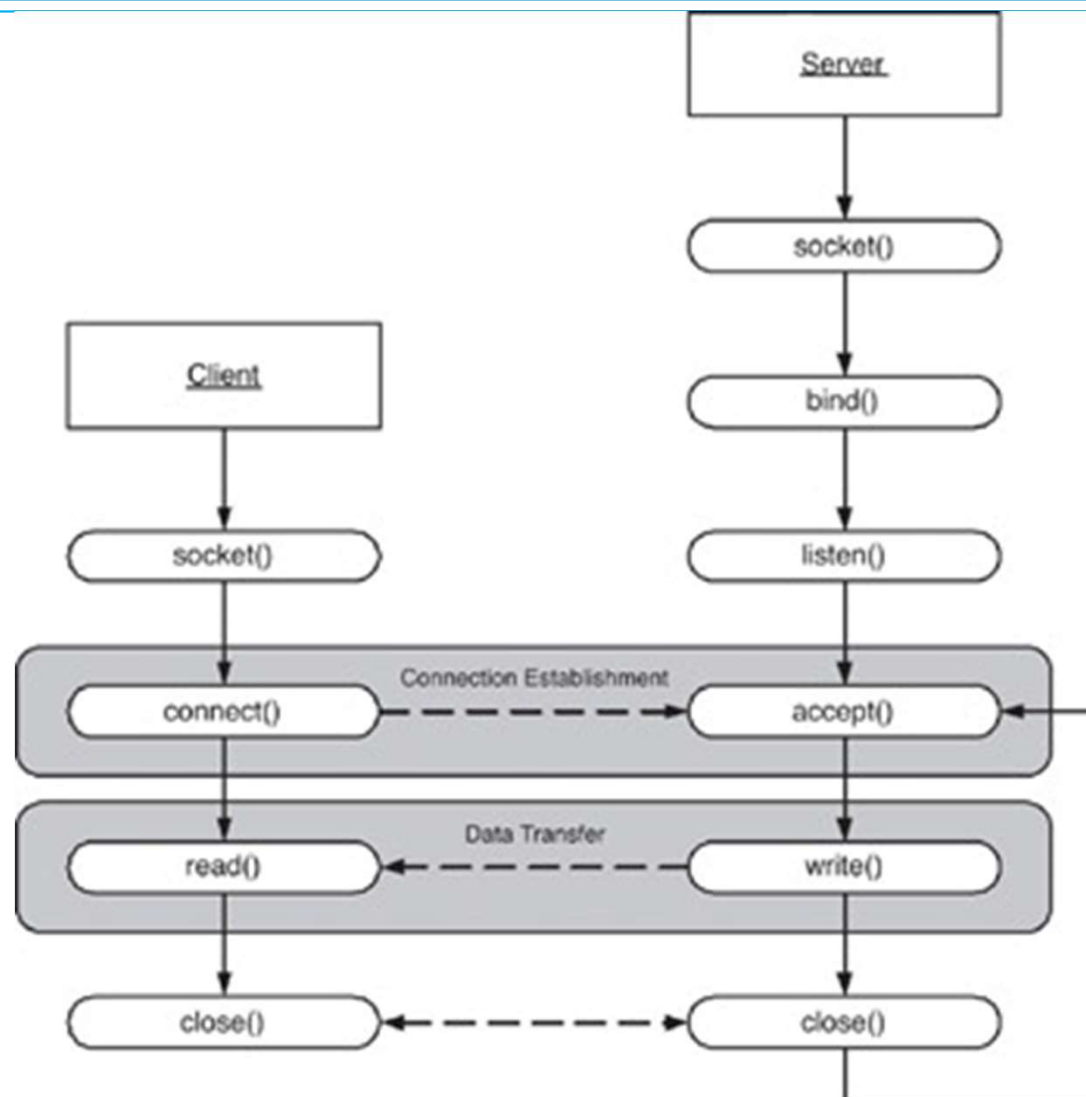 Server
socket()
Client
bind()
socket()
listen()
Connection Establishment
connect()
accept()
Data Transfer
read()
write()
close()
close()